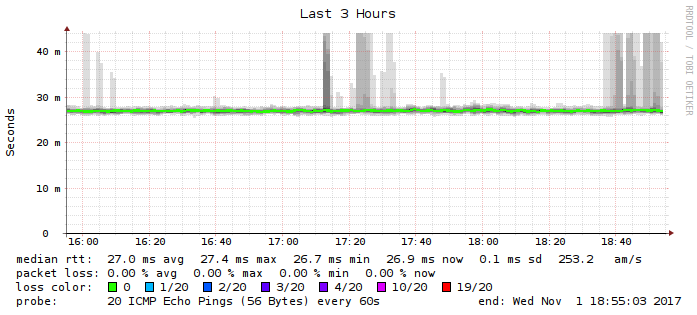 Last 3 Hours
RRDTOOL / TOBI OETIKER
Seconds
40 m
30 m
20 m
10 m
0
16:00 16:20 16:40 17:00 17:20 17:40 18:00 18:20 18:40
median rtt: 27.0 ms avg 27.4 ms max 26.7 ms min 26.9 ms now 0.1 ms sd 253.2 am/s
packet loss: 0.00 % avg 0.00 % max 0.00 % min 0.00 % now
loss color: 0 1/20 2/20 3/20 4/20 10/20 19/20
probe: 20 ICMP Echo Pings (56 Bytes) every 60s end: Wed Nov 1 18:55:03 2017